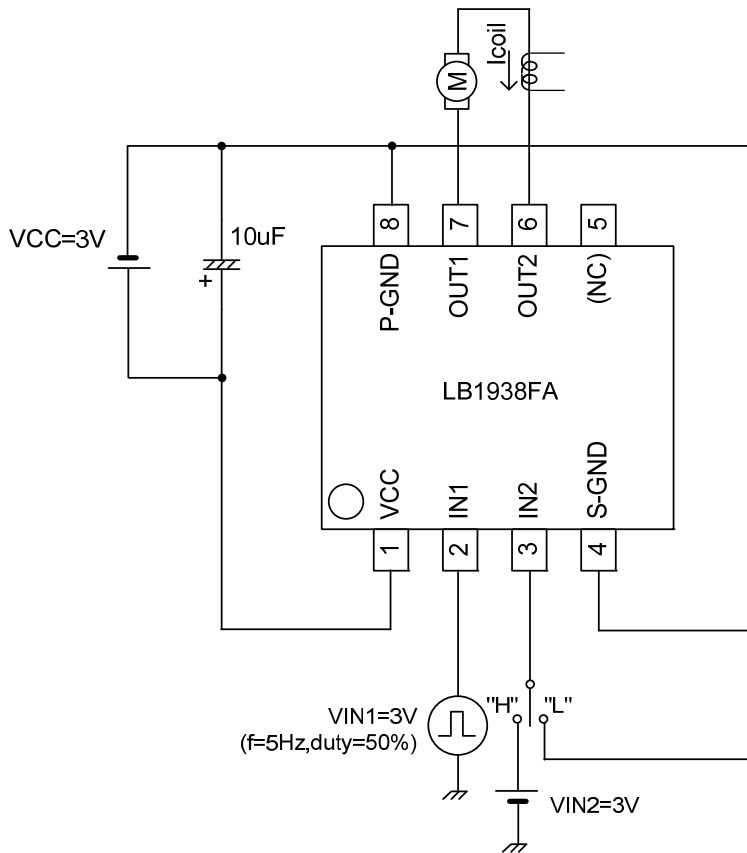 Icoil
M
VCC=3V
10uF
+
8
7
6
5
P-GND
OUT1
OUT2
(NC)
LB1938FA
VCC
IN1
IN2
S-GND
1
2
3
4
VIN1=3V
(f=5Hz,duty=50%)
"H"
"L"
VIN2=3V